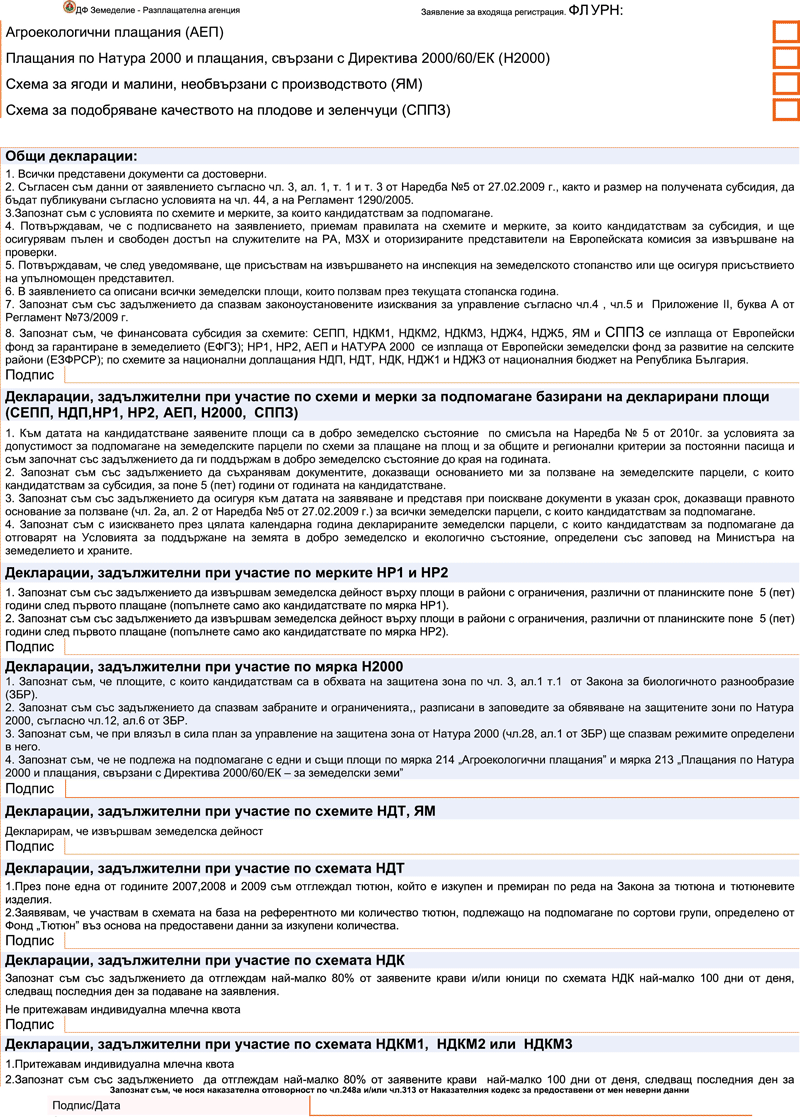 ДФ Земеделие - Разплащателна агенция
Заявление за входяща регистрация. ФЛ УРН:
Агроекологични плащания (АЕП)
Плащания по Натура 2000 и плащания, свързани с Директива 2000/60/ЕК (Н2000)
Схема за ягоди и малини, необвързани с производството (ЯМ)
Схема за подобряване качеството на плодове и зеленчуци (СППЗ)
Общи декларации:
1. Всички представени документи са достоверни.
2. Съгласен съм данни от заявлението съгласно чл. 3, ал. 1, т. 1 и т. 3 от Наредба №5 от 27.02.2009 г., както и размер на получената субсидия, да
бъдат публикувани съгласно условията на чл. 44, а на Регламент 1290/2005.
3.Запознат съм с условията по схемите и мерките, за които кандидатствам за подпомагане.
4. Потвърждавам, че с подписването на заявлението, приемам правилата на схемите и мерките, за които кандидатствам за субсидия, и ще
осигурявам пълен и свободен достъп на служителите на РА, МЗХ и оторизираните представители на Европейската комисия за извършване на
проверки.
5. Потвърждавам, че след уведомяване, ще присъствам на извършването на инспекция на земеделското стопанство или ще осигуря присъствието
на упълномощен представител.
6. В заявлението са описани всички земеделски площи, които ползвам през текущата стопанска година.
7. Запознат съм със задължението да спазвам законоустановените изисквания за управление съгласно чл.4 , чл.5 и Приложение II, буква А от
Регламент №73/2009 г.
8. Запознат съм, че финансовата субсидия за схемите: СЕПП, НДКМ1, НДКМ2, НДКМ3, НДЖ4, НДЖ5, ЯМ и СППЗ се изплаща от Европейски
фонд за гарантиране в земеделието (ЕФГЗ); НР1, НР2, АЕП и НАТУРА 2000 се изплаща от Европейски земеделски фонд за развитие на селските
райони (ЕЗФРСР); по схемите за национални доплащания НДП, НДТ, НДК, НДЖ1 и НДЖ3 от националния бюджет на Република България.
Подпис
Декларации, задължителни при участие по схеми и мерки за подпомагане базирани на декларирани площи
(СЕПП, НДП,НР1, НР2, АЕП, Н2000, СППЗ)
1. Към датата на кандидатстване заявените площи са в добро земеделско състояние по смисъла на Наредба № 5 от 2010г. за условията за
допустимост за подпомагане на земеделските парцели по схеми за плащане на площ и за общите и регионални критерии за постоянни пасища и
съм започнат със задължението да ги поддържам в добро земеделско състояние до края на годината.
2. Запознат съм със задължението да съхранявам документите, доказващи основанието ми за ползване на земеделските парцели, с които
кандидатствам за субсидия, за поне 5 (пет) години от годината на кандидатстване.
3. Запознат съм със задължението да осигуря към датата на заявяване и представя при поискване документи в указан срок, доказващи правното
основание за ползване (чл. 2а, ал. 2 от Наредба №5 от 27.02.2009 г.) за всички земеделски парцели, с които кандидатствам за подпомагане.
4. Запознат съм с изискването през цялата календарна година декларираните земеделски парцели, с които кандидатствам за подпомагане да
отговарят на Условията за поддържане на земята в добро земеделско и екологично състояние, определени със заповед на Министъра на
земеделието и храните.
Декларации, задължителни при участие по мерките НР1 и НР2
1. Запознат съм със задължението да извършвам земеделска дейност върху площи в райони с ограничения, различни от планинските поне 5 (пет)
години след първото плащане (попълнете само ако кандидатствате по мярка НР1).
2. Запознат съм със задължението да извършвам земеделска дейност върху площи в райони с ограничения, различни от планинските поне 5 (пет)
години след първото плащане (попълнете само ако кандидатствате по мярка НР2).
Подпис
Декларации, задължителни при участие по мярка Н2000
1. Запознат съм, че площите, с които кандидатствам са в обхвата на защитена зона по чл. 3, ал.1 т.1 от Закона за биологичното разнообразие
(ЗБР).
2. Запознат съм със задължението да спазвам забраните и ограниченията,, разписани в заповедите за обявяване на защитените зони по Натура
2000, съгласно чл.12, ал.6 от ЗБР.
3. Запознат съм, че при влязъл в сила план за управление на защитена зона от Натура 2000 (чл.28, ал.1 от ЗБР) ще спазвам режимите определени
в него.
4. Запознат съм, че не подлежа на подпомагане с едни и същи площи по мярка 214 „Агроекологични плащания” и мярка 213 „Плащания по Натура
2000 и плащания, свързани с Директива 2000/60/ЕК – за земеделски земи”
Подпис
Декларации, задължителни при участие по схемите НДТ, ЯМ
Декларирам, че извършвам земеделска дейност
Подпис
Декларации, задължителни при участие по схемата НДТ
1.През поне една от годините 2007,2008 и 2009 съм отглеждал тютюн, който е изкупен и премиран по реда на Закона за тютюна и тютюневите
изделия.
2.Заявявам, че участвам в схемата на база на референтното ми количество тютюн, подлежащо на подпомагане по сортови групи, определено от
Фонд „Тютюн” въз основа на предоставени данни за изкупени количества.
Подпис
Декларации, задължителни при участие по схемата НДК
Запознат съм със задължението да отглеждам най-малко 80% от заявените крави и/или юници по схемата НДК най-малко 100 дни от деня,
следващ последния ден за подаване на заявления.
Не притежавам индивидуална млечна квота
Подпис
Декларации, задължителни при участие по схемата НДКМ1, НДКМ2 или НДКМ3
1.Притежавам индивидуална млечна квота
2.Запознат съм със задължението да отглеждам най-малко 80% от заявените крави най-малко 100 дни от деня, следващ последния ден за
Запознат съм, че нося наказателна отговорност по чл.248а и/или чл.313 от Наказателния кодекс за предоставени от мен неверни данни
Подпис/Дата